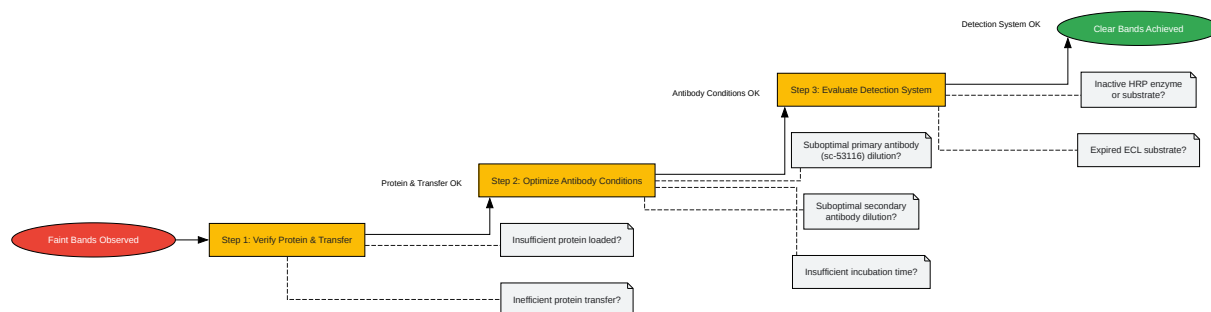 Detection System OK
Clear Bands Achieved
Antibody Conditions OK
Step 3: Evaluate Detection System
Inactive HRP enzyme
or substrate?
Expired ECL substrate?
Protein & Transfer OK
Step 2: Optimize Antibody Conditions
Suboptimal primary antibody
(sc-53116) dilution?
Suboptimal secondary
antibody dilution?
Insufficient incubation time?
Faint Bands Observed
Step 1: Verify Protein & Transfer
Insufficient protein loaded?
Inefficient protein transfer?